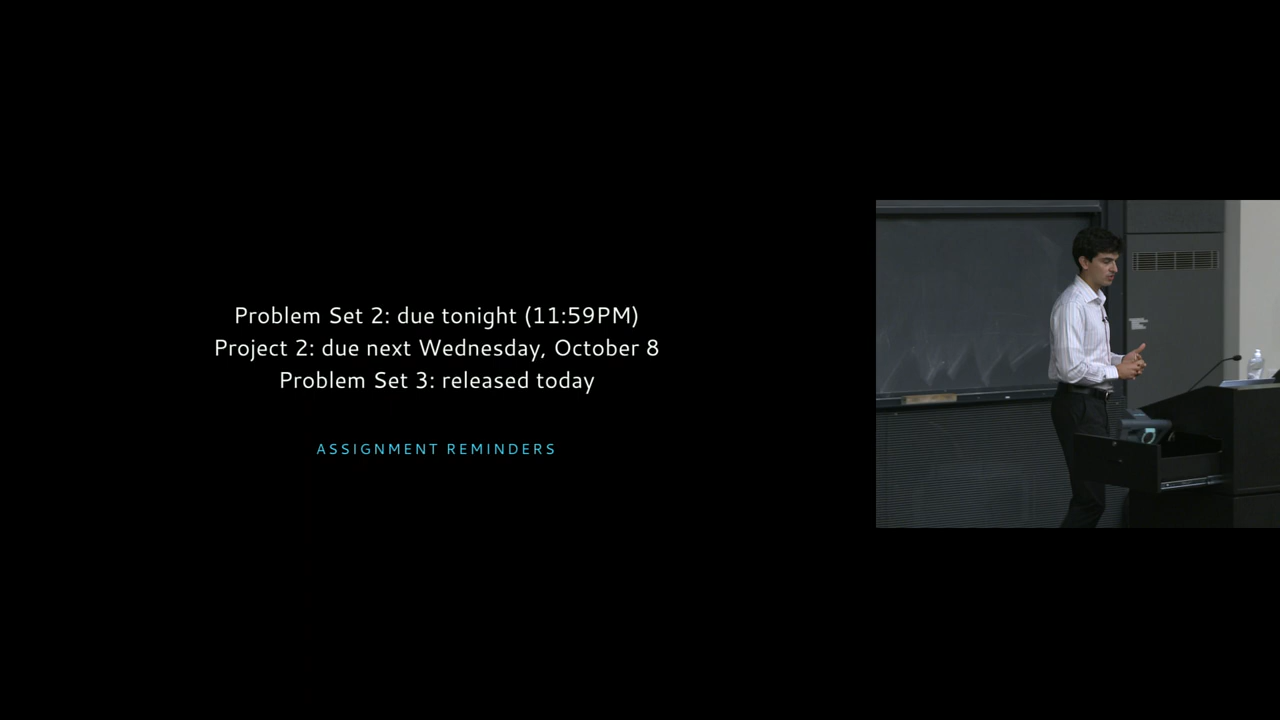 Problem Set 2: due tonight (11:59PM)
Project 2: due next Wednesday, October 8
Problem Set 3: released today
ASSIGNMENT REMINDERS